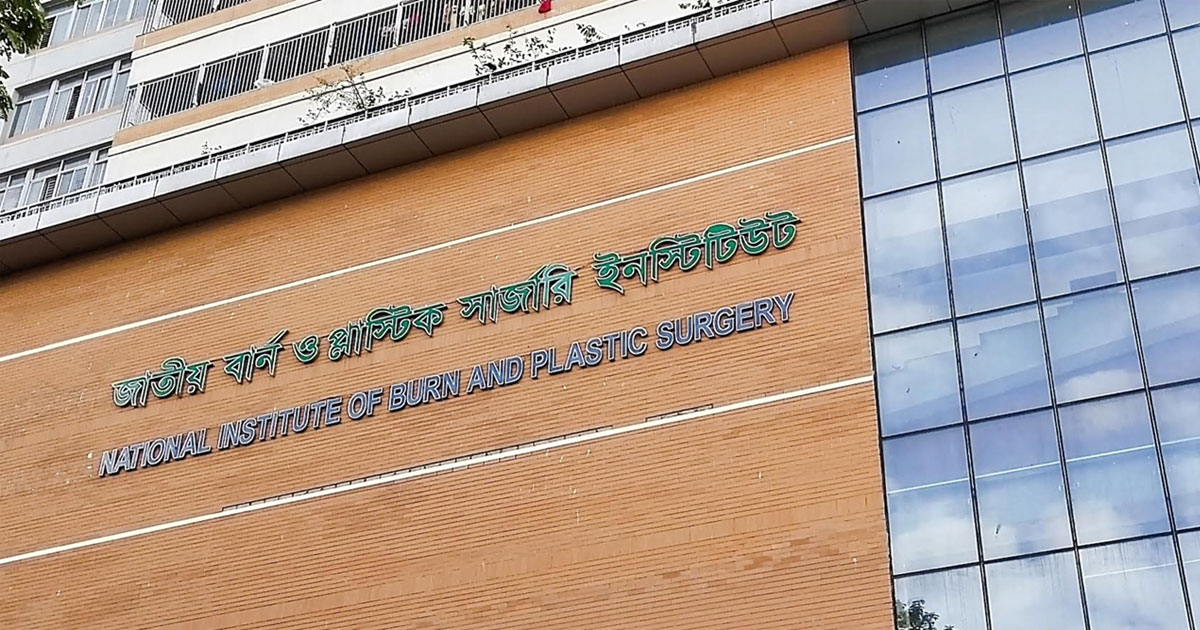 জাতীয় বার্ন ও প্লাস্টিক সার্জারি ইনস্টিটিউট
NATIONAL INSTITUTE OF BURN AND PLASTIC SURGERY